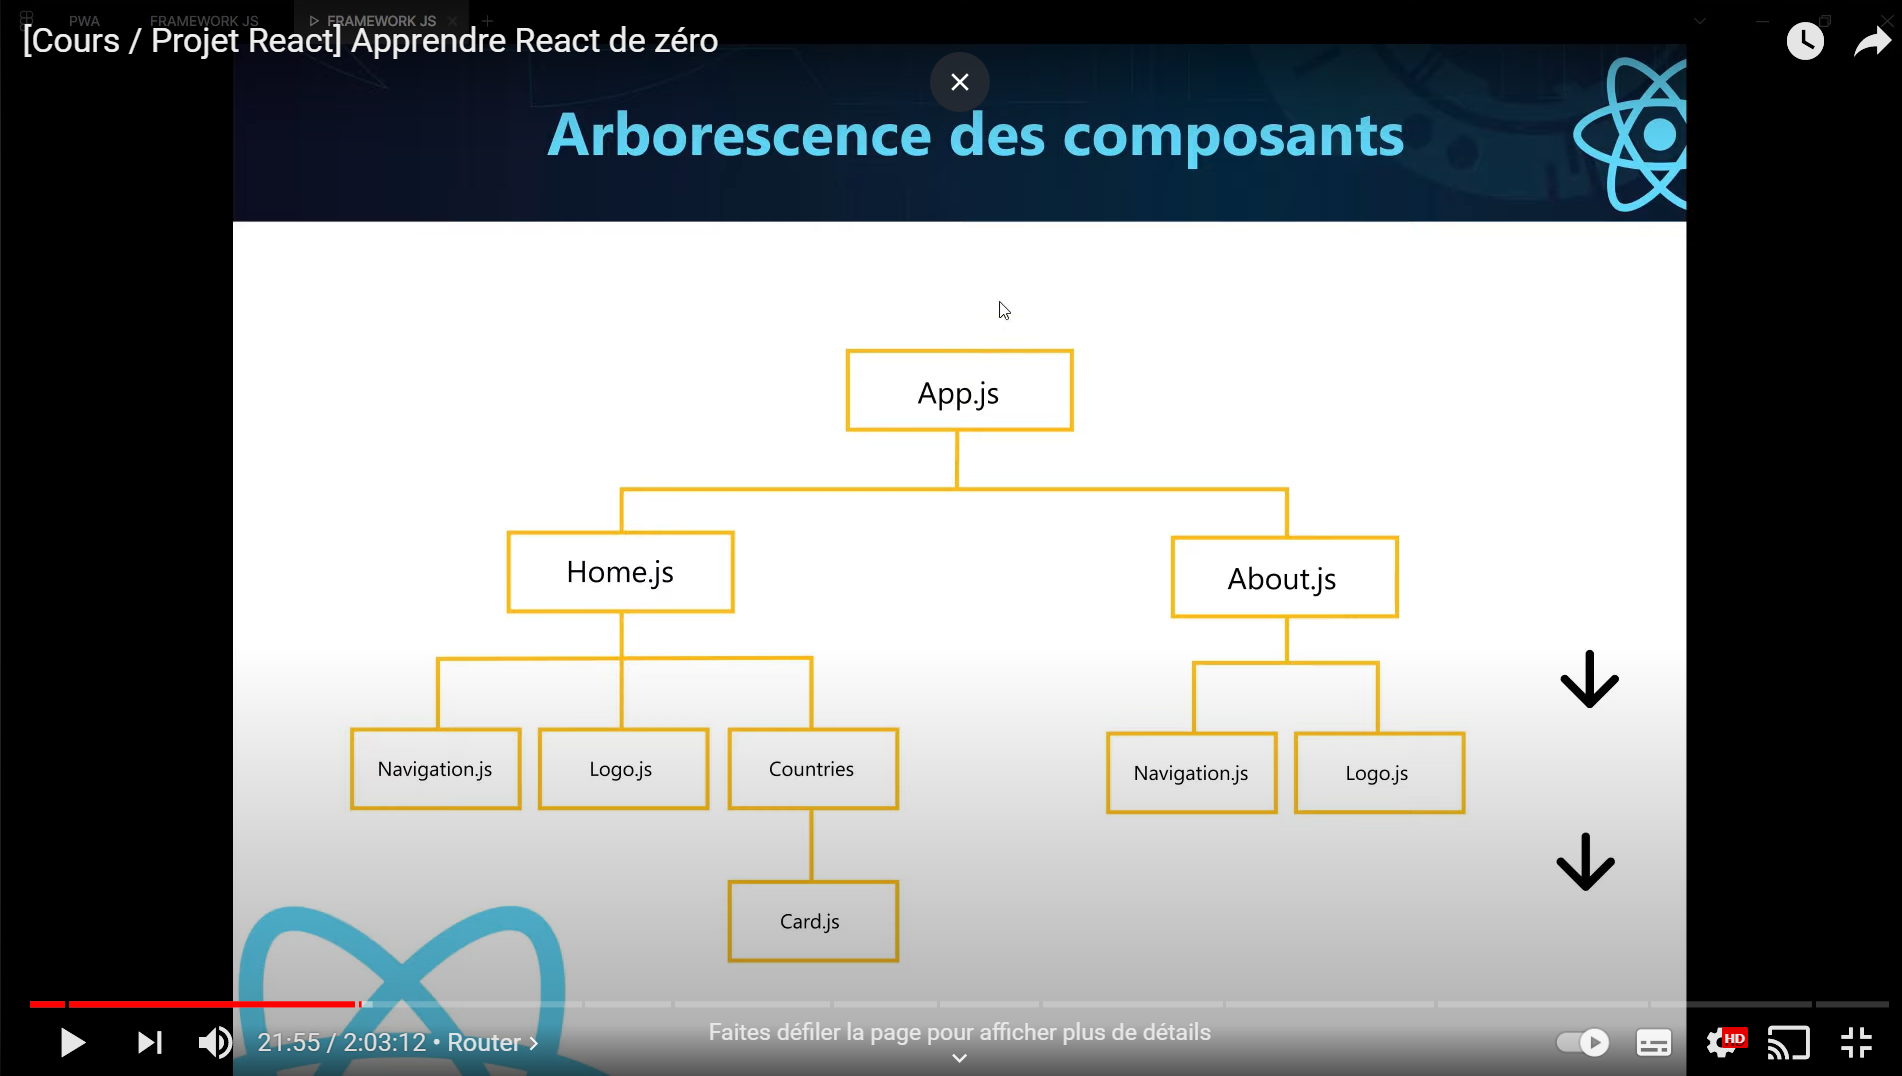 PWA
FRAMEWORK JS
FRAMEWORK JS
[Cours / Projet React] Apprendre React de zéro
Arborescence des composants
App.js
Home.js
About.js
Navigation.js
Logo.js
Countries
Navigation.js
Logo.js
Card.js
21:55 / 2:03:12 • Router
Faites défiler la page pour afficher plus de détails
HD